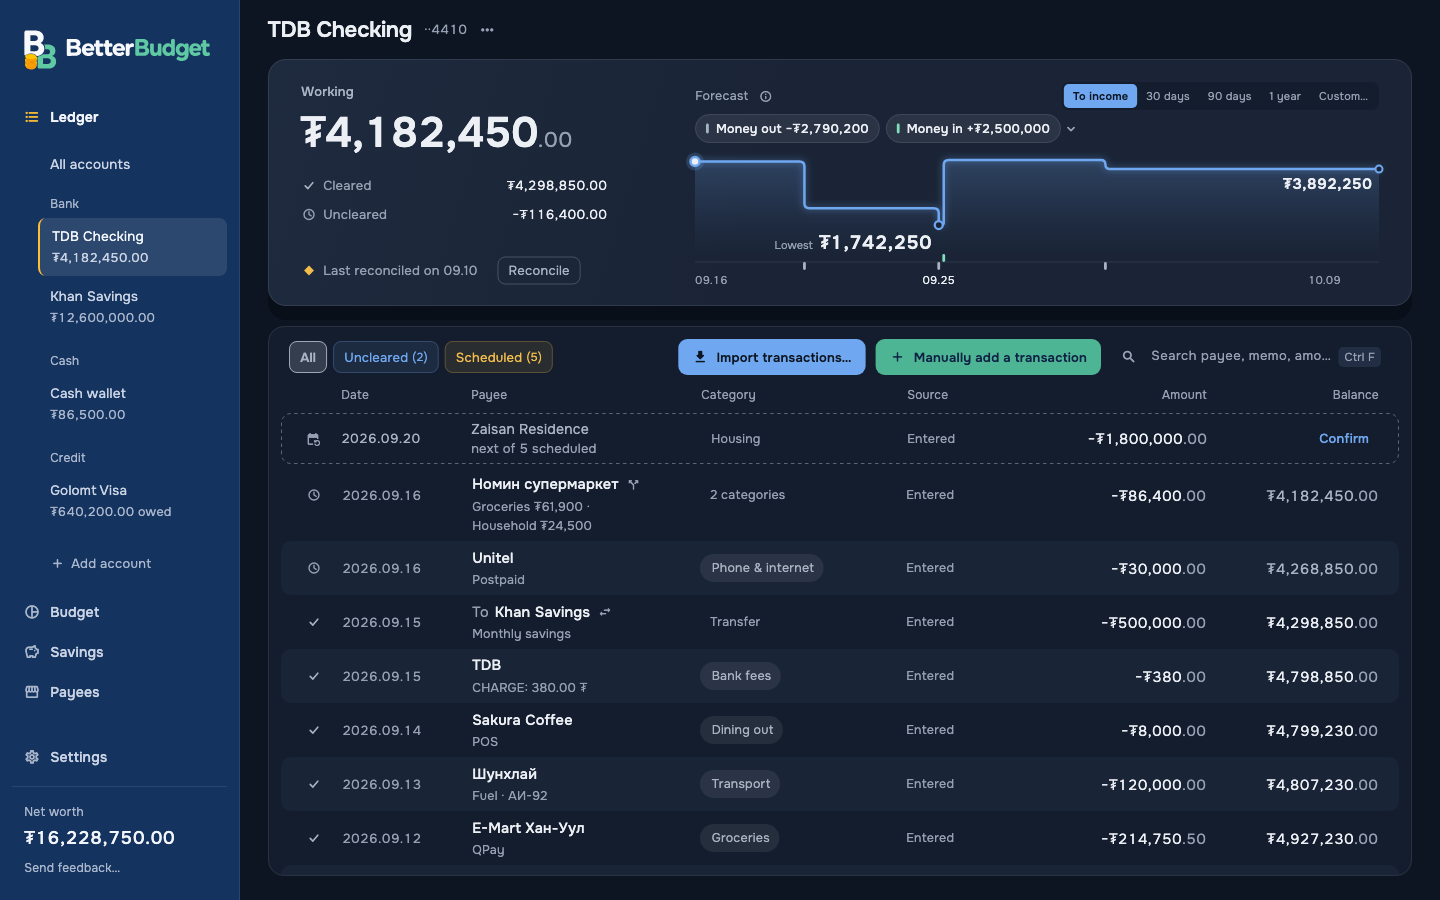 BetterBudget
Ledger
All accounts
Bank
TDB Checking
₮4,182,450.00
Khan Savings
₮12,600,000.00
Cash
Cash wallet
₮86,500.00
Credit
Golomt Visa
₮640,200.00 owed
+ Add account
Budget
Savings
Payees
Settings
Net worth
₮16,228,750.00
Send feedback...
TDB Checking ··4410 •••
Working
₮4,182,450.00
Cleared ₮4,298,850.00
Uncleared -₮116,400.00
Last reconciled on 09.10 Reconcile
Forecast To income 30 days 90 days 1 year Custom...
Money out -₮2,790,200 Money in +₮2,500,000
₮3,892,250
Lowest ₮1,742,250
09.16 09.25 10.09
All Uncleared (2) Scheduled (5) Import transactions... + Manually add a transaction Search payee, memo, amo... Ctrl F
Date Payee Category Source Amount Balance
2026.09.20 Zaisan Residence Housing Entered -₮1,800,000.00 Confirm
next of 5 scheduled
2026.09.16 Номин супермаркет 2 categories Entered -₮86,400.00 ₮4,182,450.00
Groceries ₮61,900 ·
Household ₮24,500
2026.09.16 Unitel Phone & internet Entered -₮30,000.00 ₮4,268,850.00
Postpaid
2026.09.15 To Khan Savings Transfer Entered -₮500,000.00 ₮4,298,850.00
Monthly savings
2026.09.15 TDB Bank fees Entered -₮380.00 ₮4,798,850.00
CHARGE: 380.00 ₮
2026.09.14 Sakura Coffee Dining out Entered -₮8,000.00 ₮4,799,230.00
POS
2026.09.13 Шунхлай Transport Entered -₮120,000.00 ₮4,807,230.00
Fuel · АИ-92
2026.09.12 E-Mart Хан-Уул Groceries Entered -₮214,750.50 ₮4,927,230.00
QPay